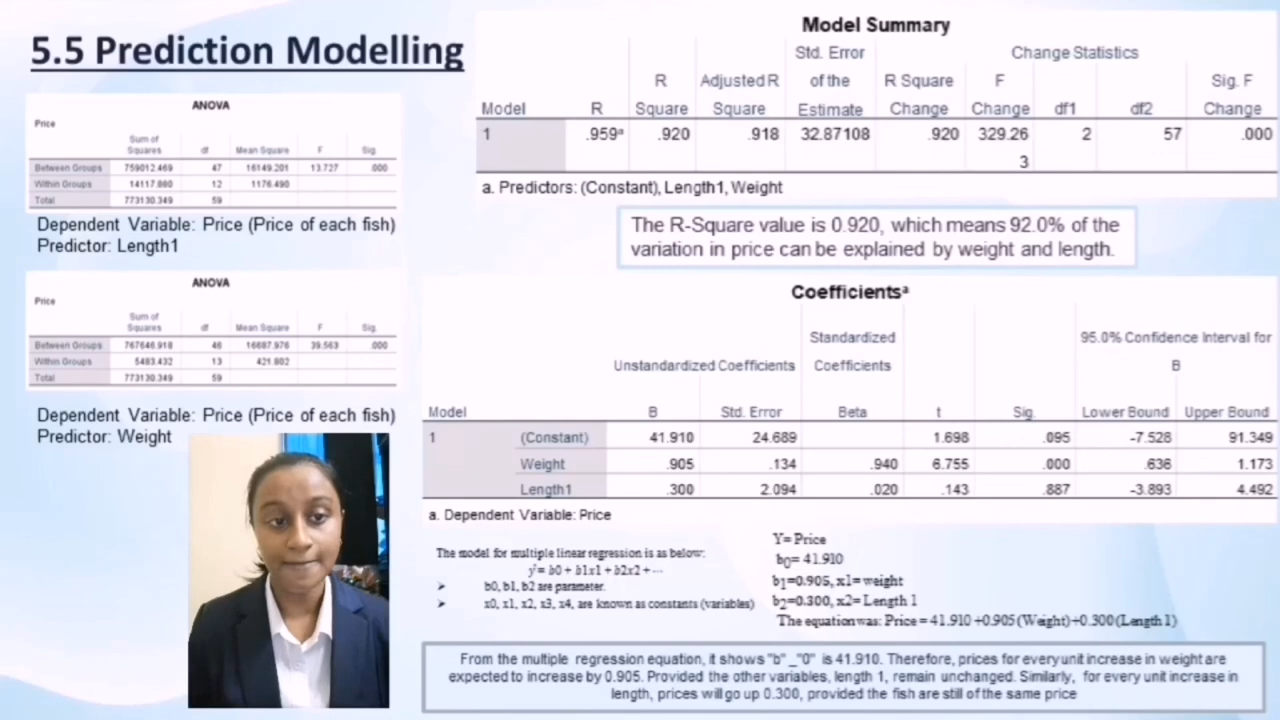 5.5 Prediction Modelling
ANOVA
Price
Sum of Squares df Mean Square F Sig
Between Groups 759012.469 47 16149.201 13.727 .000
Within Groups 14117.880 12 1176.490
Total 773130.349 59
Dependent Variable: Price (Price of each fish)
Predictor: Length1
ANOVA
Price
Sum of Squares df Mean Square F Sig.
Between Groups 767646.918 46 16687.976 39.563 .000
Within Groups 5483.432 13 421.802
Total 773130.349 59
Dependent Variable: Price (Price of each fish)
Predictor: Weight
Model Summary
Change Statistics
Model R R Square Adjusted R Square Std. Error of the Estimate R Square Change F Change df1 df2 Sig. F Change
1 .959ᵃ .920 .918 32.87108 .920 329.26 2 57 .000
3
a. Predictors: (Constant), Length1, Weight
The R-Square value is 0.920, which means 92.0% of the
variation in price can be explained by weight and length.
Coefficientsᵃ
Unstandardized Coefficients Standardized Coefficients 95.0% Confidence Interval for B
Model B Std. Error Beta t Sig. Lower Bound Upper Bound
1 (Constant) 41.910 24.689 1.698 .095 -7.528 91.349
Weight .905 .134 .940 6.755 .000 .636 1.173
Length1 .300 2.094 .020 .143 .887 -3.893 4.492
a. Dependent Variable: Price
The model for multiple linear regression is as below:
ŷ = b0 + b1x1 + b2x2 + ⋯
➢ b0, b1, b2 are parameter.
➢ x0, x1, x2, x3, x4, are known as constants (variables)
Y= Price
b0= 41.910
b1=0.905, x1= weight
b2=0.300, x2= Length 1
The equation was: Price = 41.910 +0.905(Weight)+0.300(Length 1)
From the multiple regression equation, it shows "b" _"0" is 41.910. Therefore, prices for every unit increase in weight are
expected to increase by 0.905. Provided the other variables, length 1, remain unchanged. Similarly, for every unit increase in
length, prices will go up 0.300, provided the fish are still of the same price